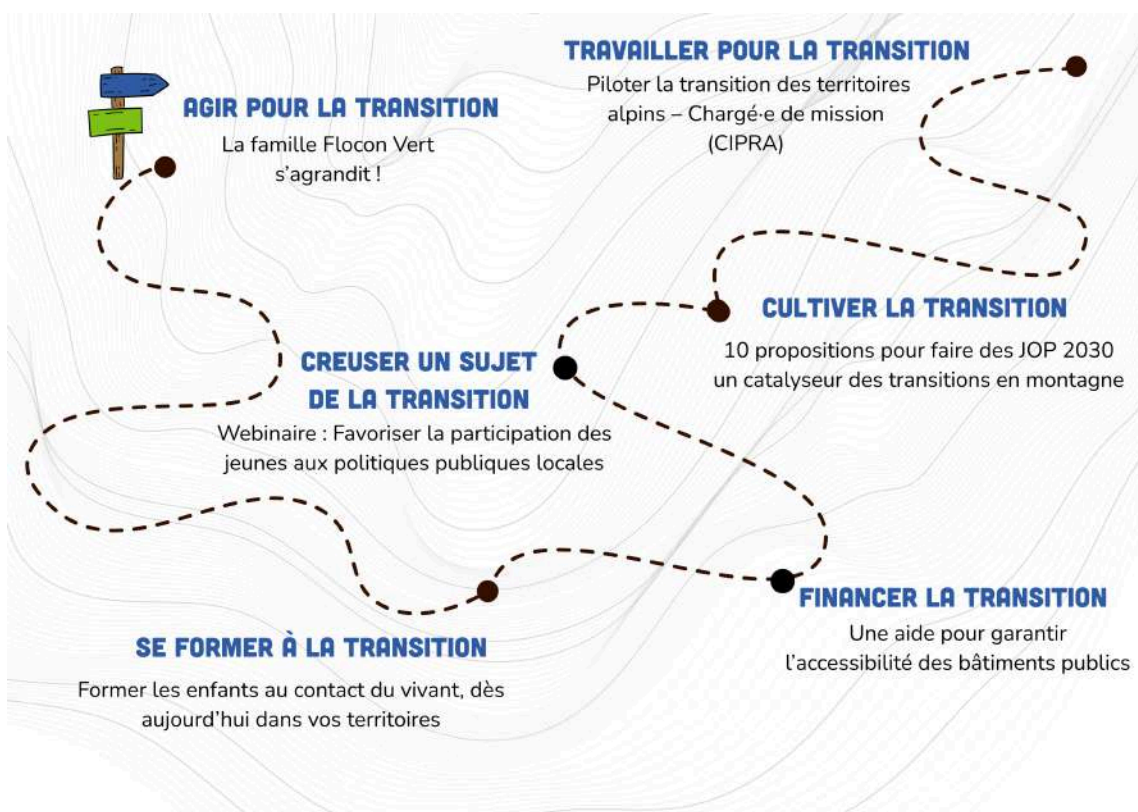 AGIR POUR LA TRANSITION
La famille Flocon Vert
s’agrandit !
TRAVAILLER POUR LA TRANSITION
Piloter la transition des territoires
alpins – Chargé·e de mission
(CIPRA)
CULTIVER LA TRANSITION
10 propositions pour faire des JOP 2030
un catalyseur des transitions en montagne
CREUSER UN SUJET
DE LA TRANSITION
Webinaire : Favoriser la participation des
jeunes aux politiques publiques locales
FINANCER LA TRANSITION
Une aide pour garantir
l’accessibilité des bâtiments publics
SE FORMER À LA TRANSITION
Former les enfants au contact du vivant, dès
aujourd’hui dans vos territoires